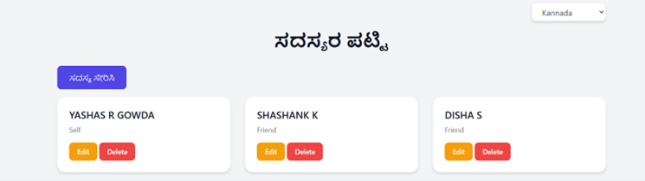 Kannada
ಸದಸ್ಯರ ಪಟ್ಟಿ
ಸದಸ್ಯ ಸೇರಿಸಿ
YASHAS R GOWDA
Self
Edit Delete
SHASHANK K
Friend
Edit Delete
DISHA S
Friend
Edit Delete